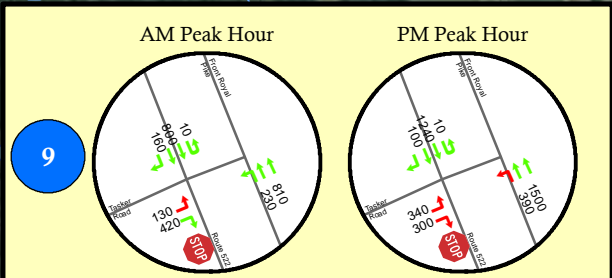 AM Peak Hour
PM Peak Hour
9
Front Royal
Pike
160
800
10
810
230
130
420
Tasker
Road
STOP
Route 522
Front Royal
Pike
100
1240
10
1500
390
340
300
Tasker
Road
STOP
Route 522